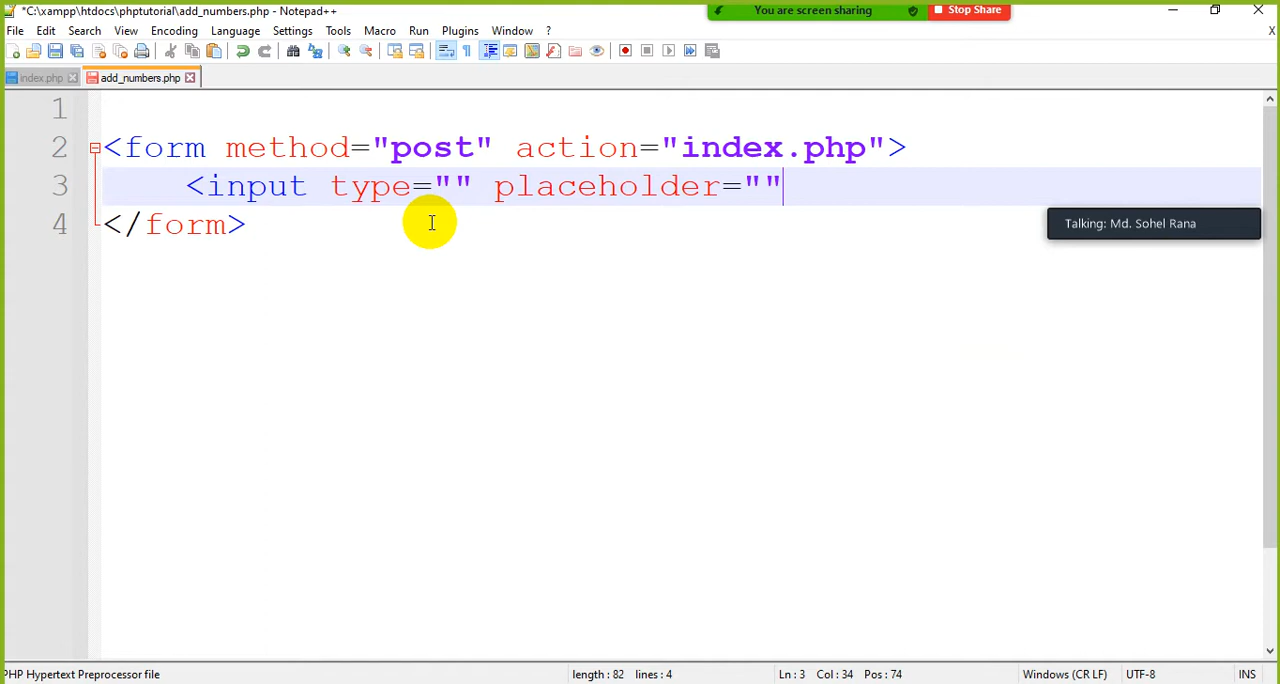 *C:\xampp\htdocs\phptutorial\add_numbers.php - Notepad++
You are screen sharing
Stop Share
File Edit Search View Encoding Language Settings Tools Macro Run Plugins Window ?
X
index.php
add_numbers.php
1
2 <form method="post" action="index.php">
3 <input type="" placeholder=""
4 </form>
Talking: Md. Sohel Rana
PHP Hypertext Preprocessor file
length : 82 lines : 4
Ln : 3 Col : 34 Pos : 74
Windows (CR LF)
UTF-8
INS